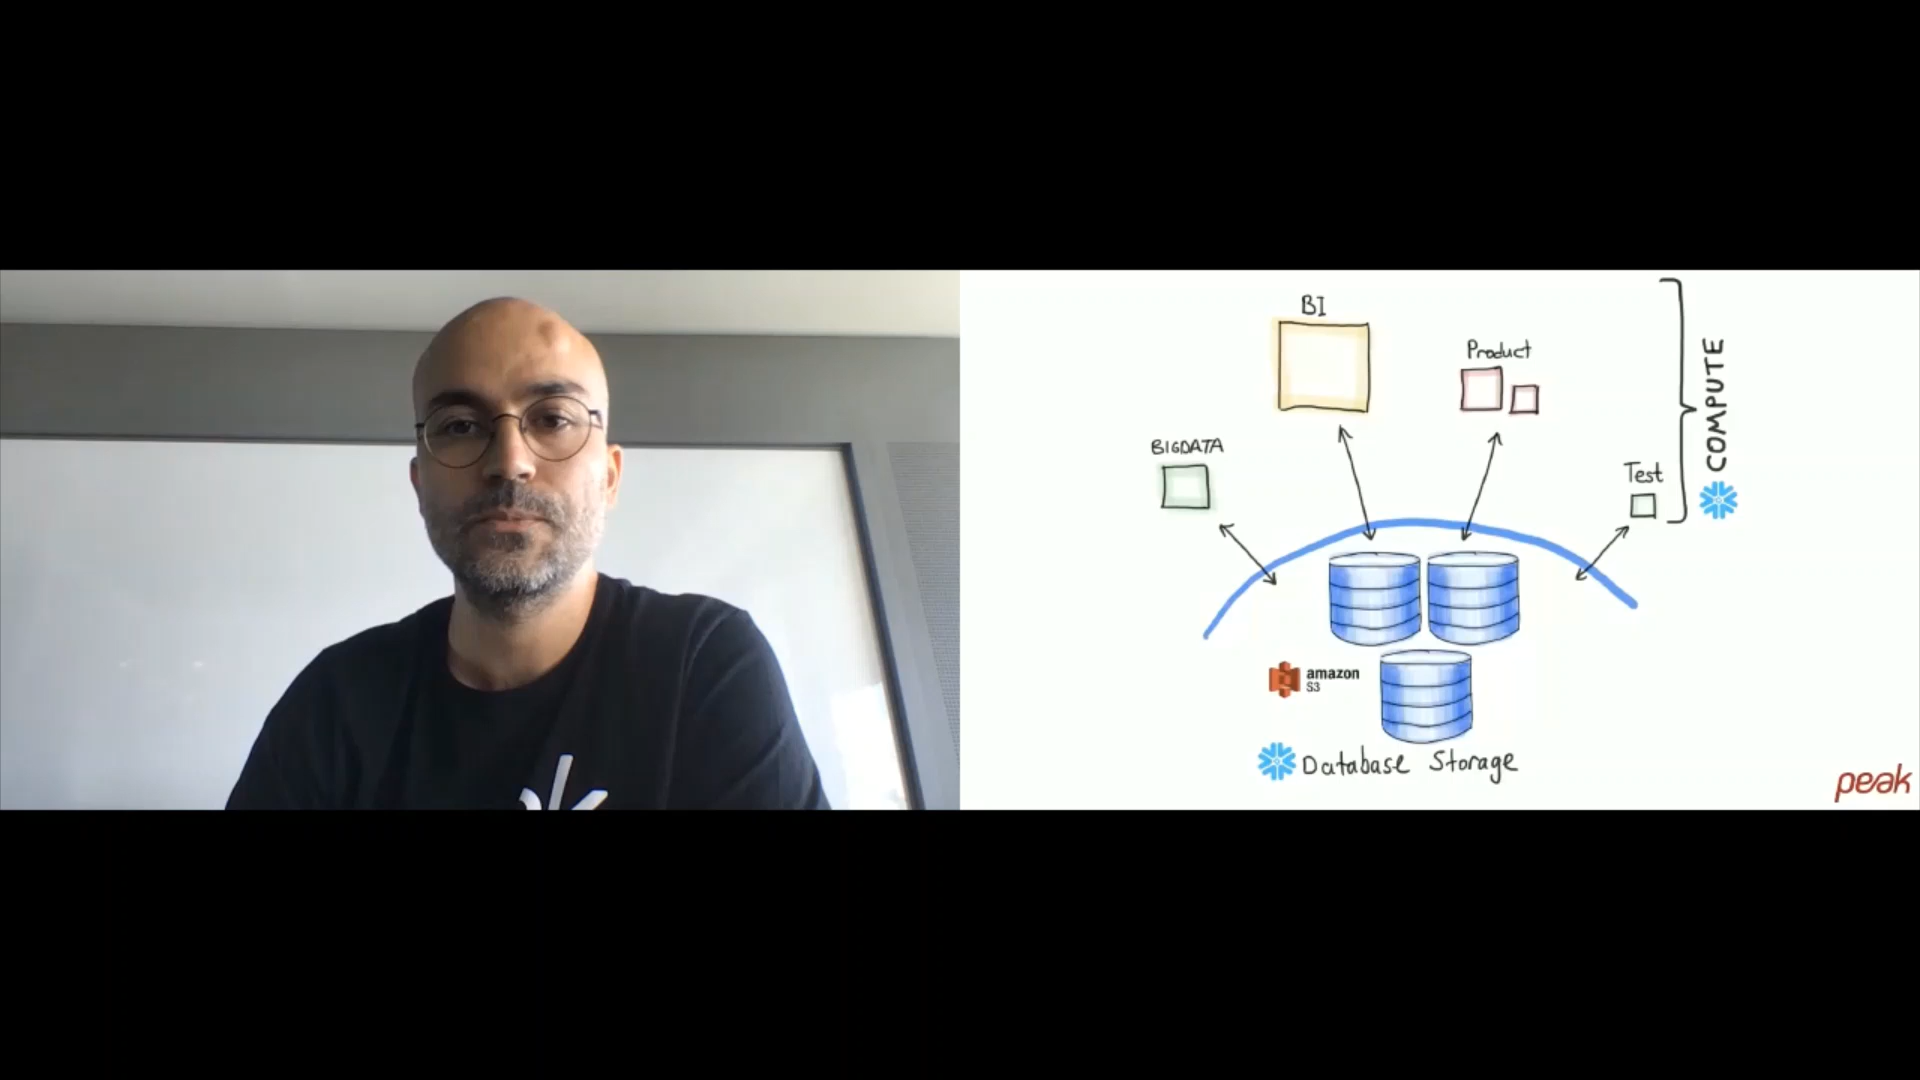 BI
Product
BIGDATA
Test
COMPUTE
amazon
S3
Database Storage
peak